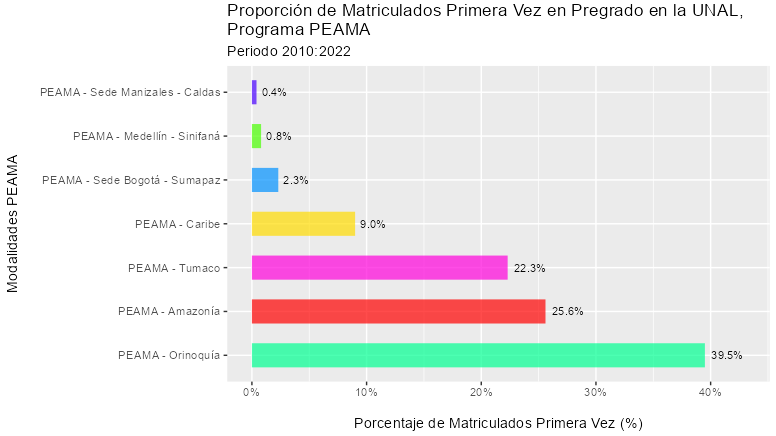 Proporción de Matriculados Primera Vez en Pregrado en la UNAL,
Programa PEAMA
Periodo 2010:2022
Modalidades PEAMA
PEAMA - Sede Manizales - Caldas
0.4%
PEAMA - Medellín - Sinifaná
0.8%
PEAMA - Sede Bogotá - Sumapaz
2.3%
PEAMA - Caribe
9.0%
PEAMA - Tumaco
22.3%
PEAMA - Amazonía
25.6%
PEAMA - Orinoquía
39.5%
0%
10%
20%
30%
40%
Porcentaje de Matriculados Primera Vez (%)